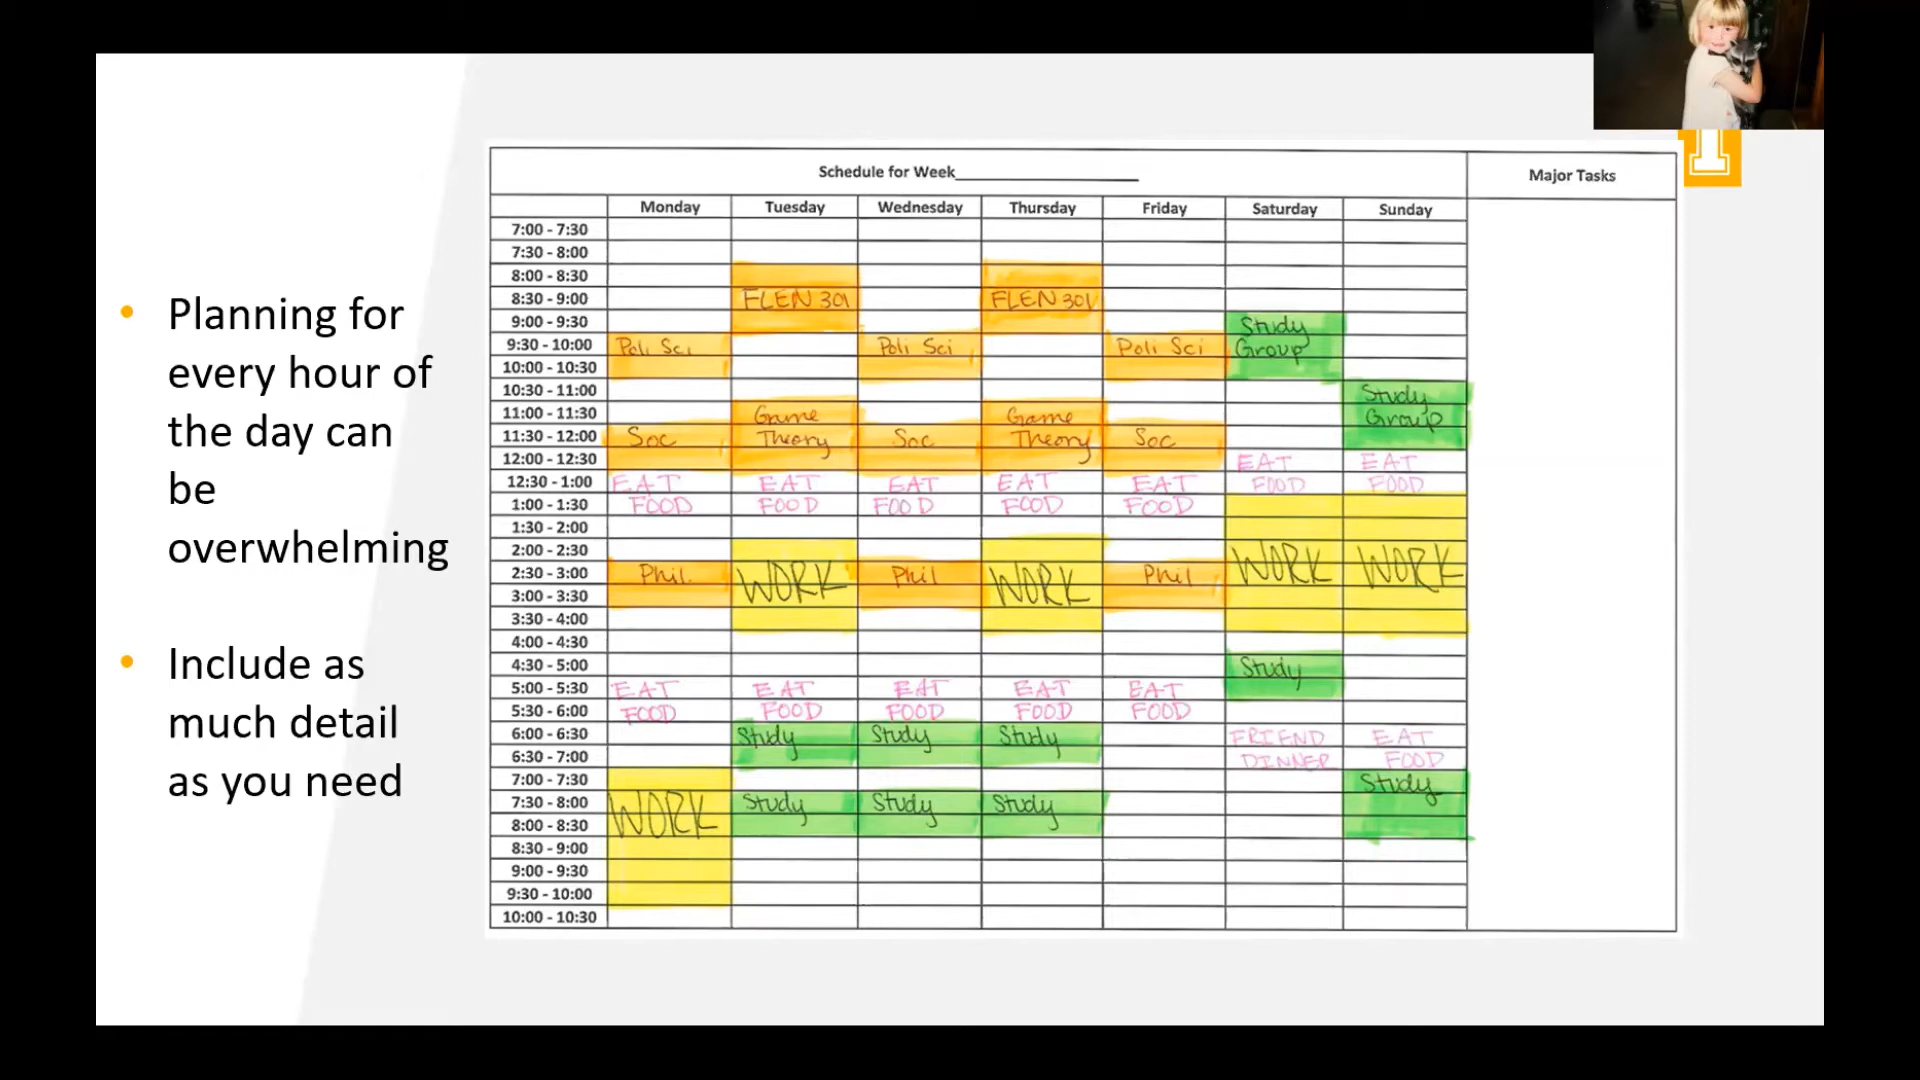 • Planning for
every hour of
the day can
be
overwhelming
• Include as
much detail
as you need
Schedule for Week____________________ Major Tasks
Monday Tuesday Wednesday Thursday Friday Saturday Sunday
7:00 - 7:30
7:30 - 8:00
8:00 - 8:30
8:30 - 9:00 FLEN 301 FLEN 301
9:00 - 9:30 Study
9:30 - 10:00 Poli Sci Poli Sci Poli Sci Group
10:00 - 10:30
10:30 - 11:00 Study
11:00 - 11:30 Game Game Group
11:30 - 12:00 Soc Theory Soc Theory Soc
12:00 - 12:30 EAT EAT
12:30 - 1:00 EAT EAT EAT EAT EAT FOOD FOOD
1:00 - 1:30 FOOD FOOD FOOD FOOD FOOD
1:30 - 2:00
2:00 - 2:30 WORK WORK
2:30 - 3:00 Phil. WORK Phil WORK Phil
3:00 - 3:30
3:30 - 4:00
4:00 - 4:30
4:30 - 5:00 Study
5:00 - 5:30 EAT EAT EAT EAT EAT
5:30 - 6:00 FOOD FOOD FOOD FOOD FOOD
6:00 - 6:30 Study Study Study FRIEND EAT
6:30 - 7:00 DINNER FOOD
7:00 - 7:30 Study
7:30 - 8:00 WORK Study Study Study
8:00 - 8:30
8:30 - 9:00
9:00 - 9:30
9:30 - 10:00
10:00 - 10:30